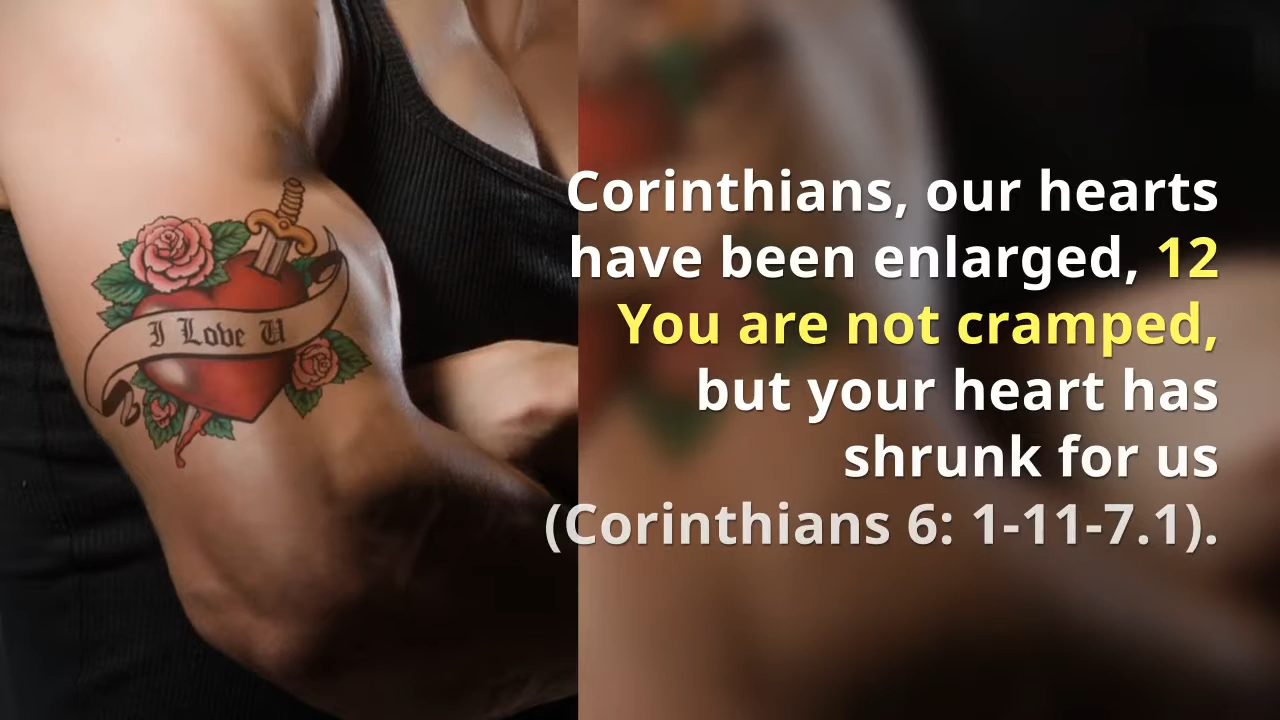 I Love U
Corinthians, our hearts
have been enlarged, 12
You are not cramped,
but your heart has
shrunk for us
(Corinthians 6: 1-11-7.1).